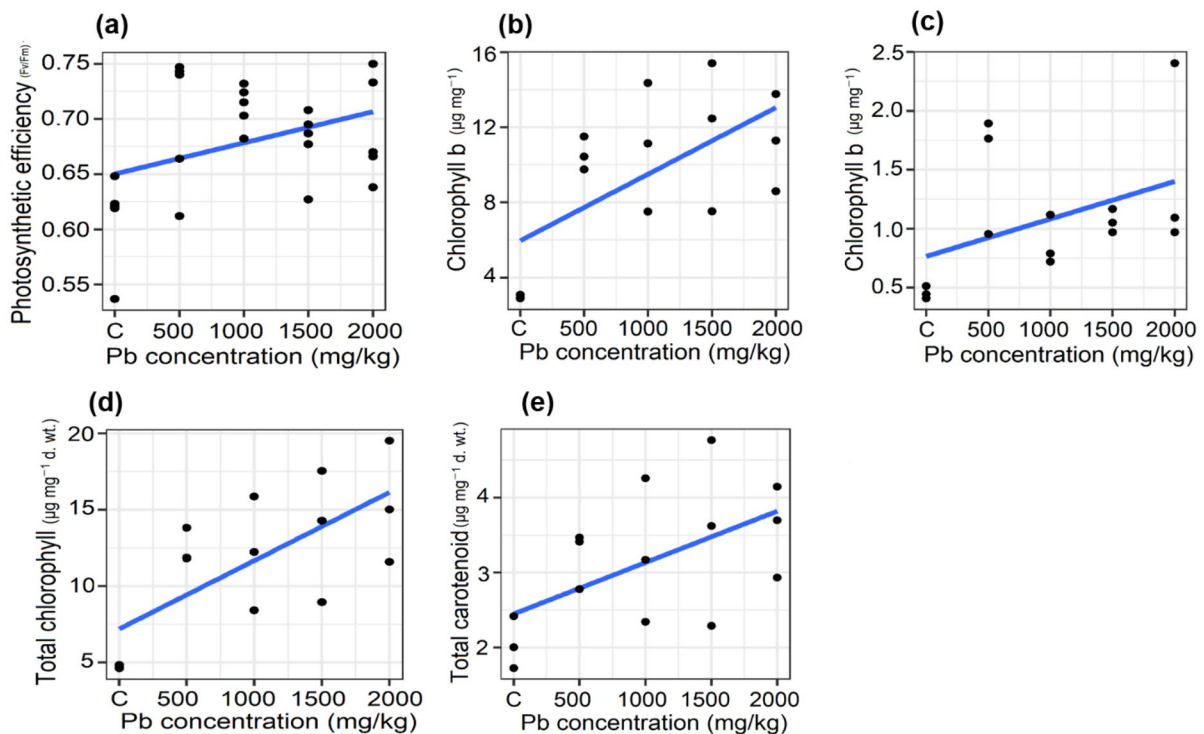 (a)
Photosynthetic efficiency (Fv/Fm)
0.75
0.70
0.65
0.60
0.55
C 500 1000 1500 2000
Pb concentration (mg/kg)
(b)
Chlorophyll b (µg mg⁻¹)
16
12
8
4
C 500 1000 1500 2000
Pb concentration (mg/kg)
(c)
Chlorophyll b (µg mg⁻¹)
2.5
2.0
1.5
1.0
0.5
C 500 1000 1500 2000
Pb concentration (mg/kg)
(d)
Total chlorophyll (µg mg⁻¹ d. wt.)
20
15
10
5
C 500 1000 1500 2000
Pb concentration (mg/kg)
(e)
Total carotenoid (µg mg⁻¹ d. wt.)
4
3
2
C 500 1000 1500 2000
Pb concentration (mg/kg)